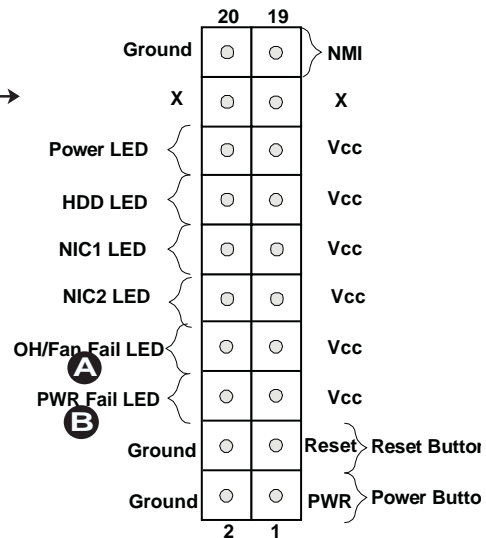 20 19
Ground NMI
X X
Power LED Vcc
HDD LED Vcc
NIC1 LED Vcc
NIC2 LED Vcc
OH/Fan Fail LED Vcc
A
PWR Fail LED Vcc
B
Ground Reset Reset Button
Ground PWR Power Butto
2 1